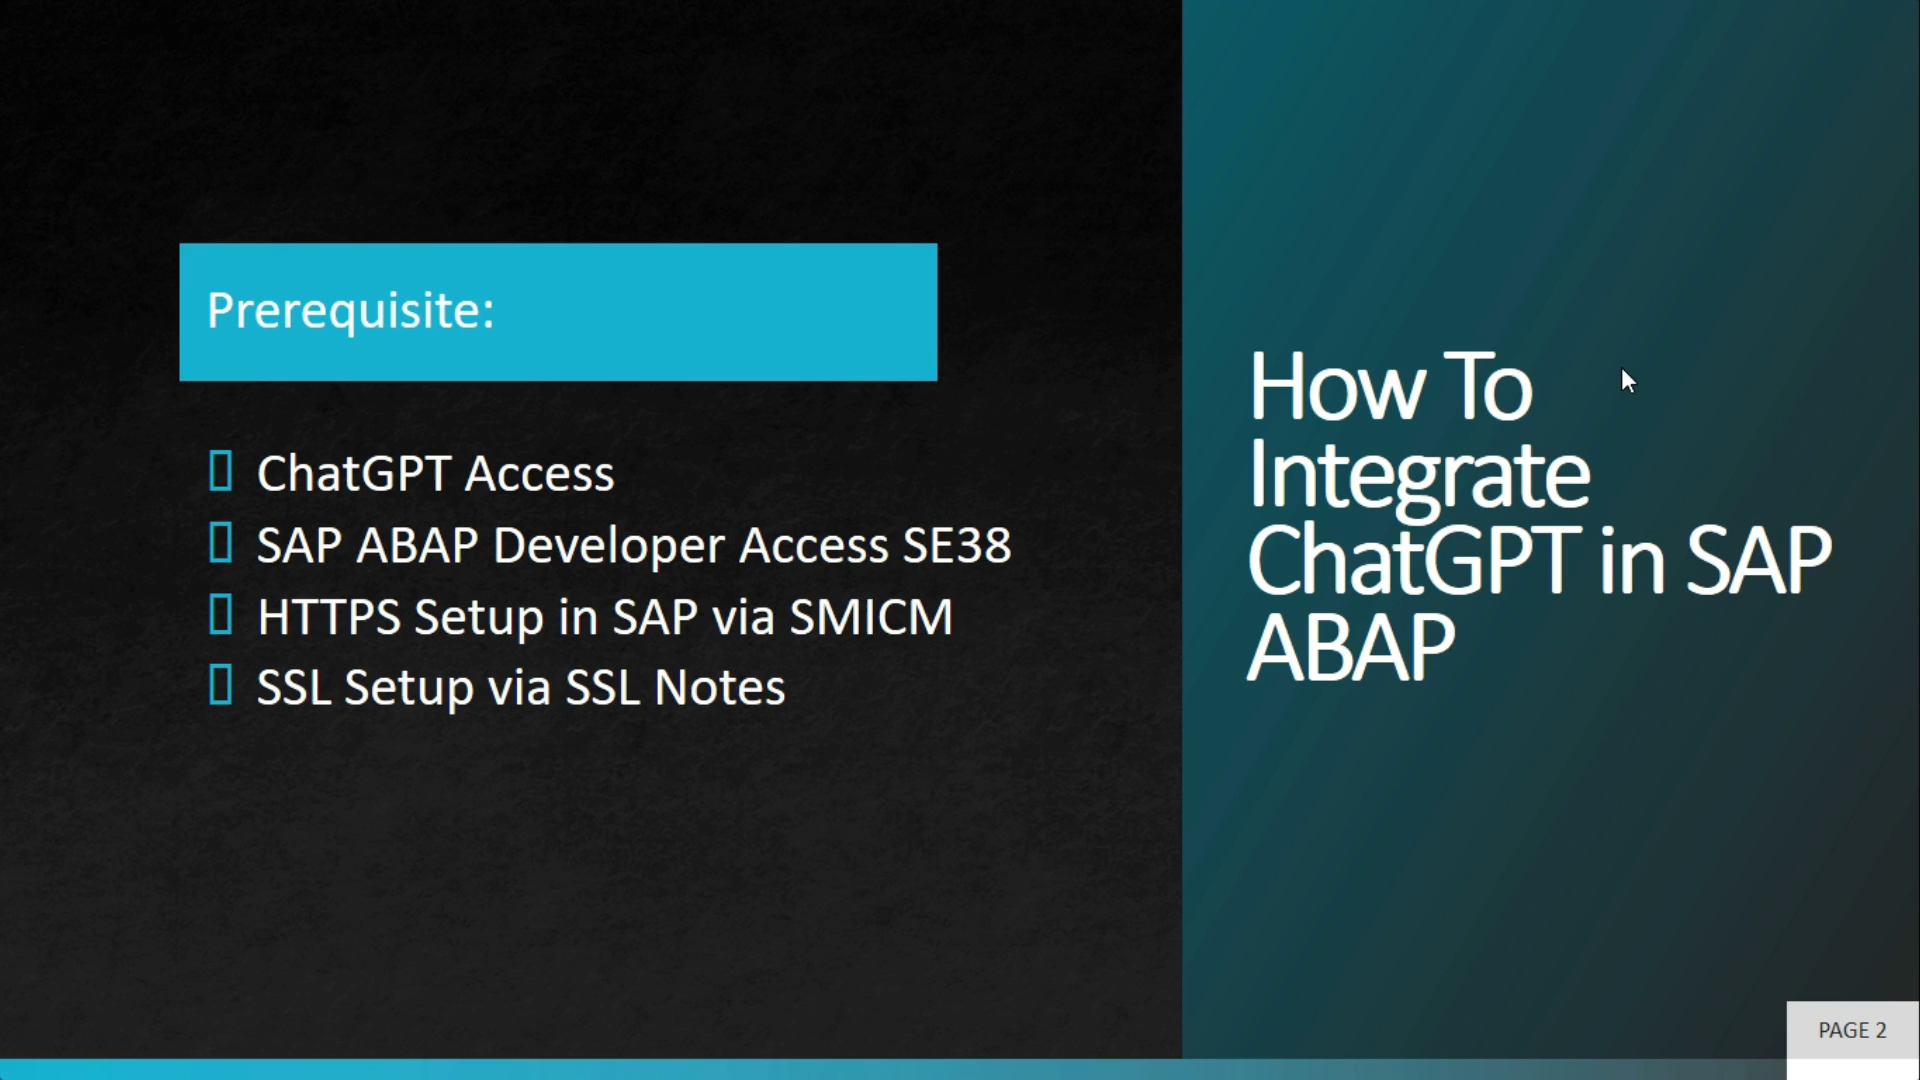 Prerequisite:
ChatGPT Access
SAP ABAP Developer Access SE38
HTTPS Setup in SAP via SMICM
SSL Setup via SSL Notes
How To
Integrate
ChatGPT in SAP
ABAP
PAGE 2